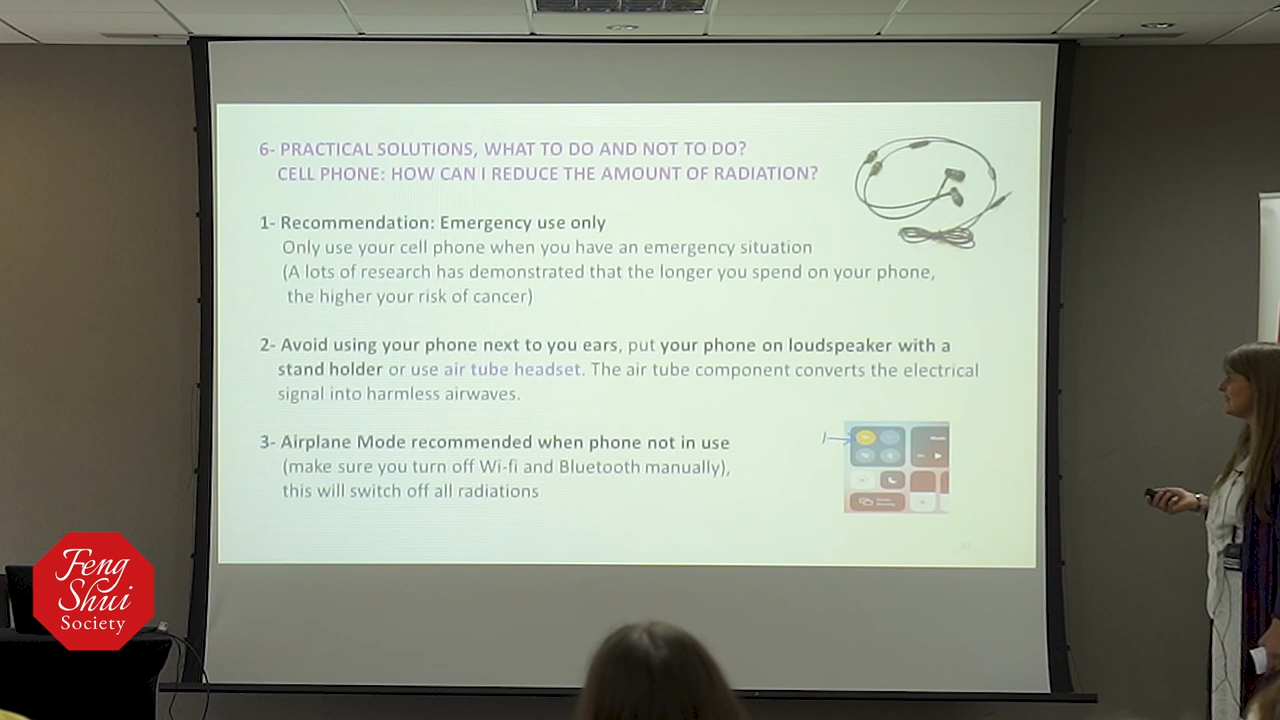 6- PRACTICAL SOLUTIONS, WHAT TO DO AND NOT TO DO?
CELL PHONE: HOW CAN I REDUCE THE AMOUNT OF RADIATION?
1- Recommendation: Emergency use only
Only use your cell phone when you have an emergency situation
(A lots of research has demonstrated that the longer you spend on your phone,
the higher your risk of cancer)
2- Avoid using your phone next to you ears, put your phone on loudspeaker with a
stand holder or use air tube headset. The air tube component converts the electrical
signal into harmless airwaves.
3- Airplane Mode recommended when phone not in use
(make sure you turn off Wi-fi and Bluetooth manually),
this will switch off all radiations
Feng
Shui
Society